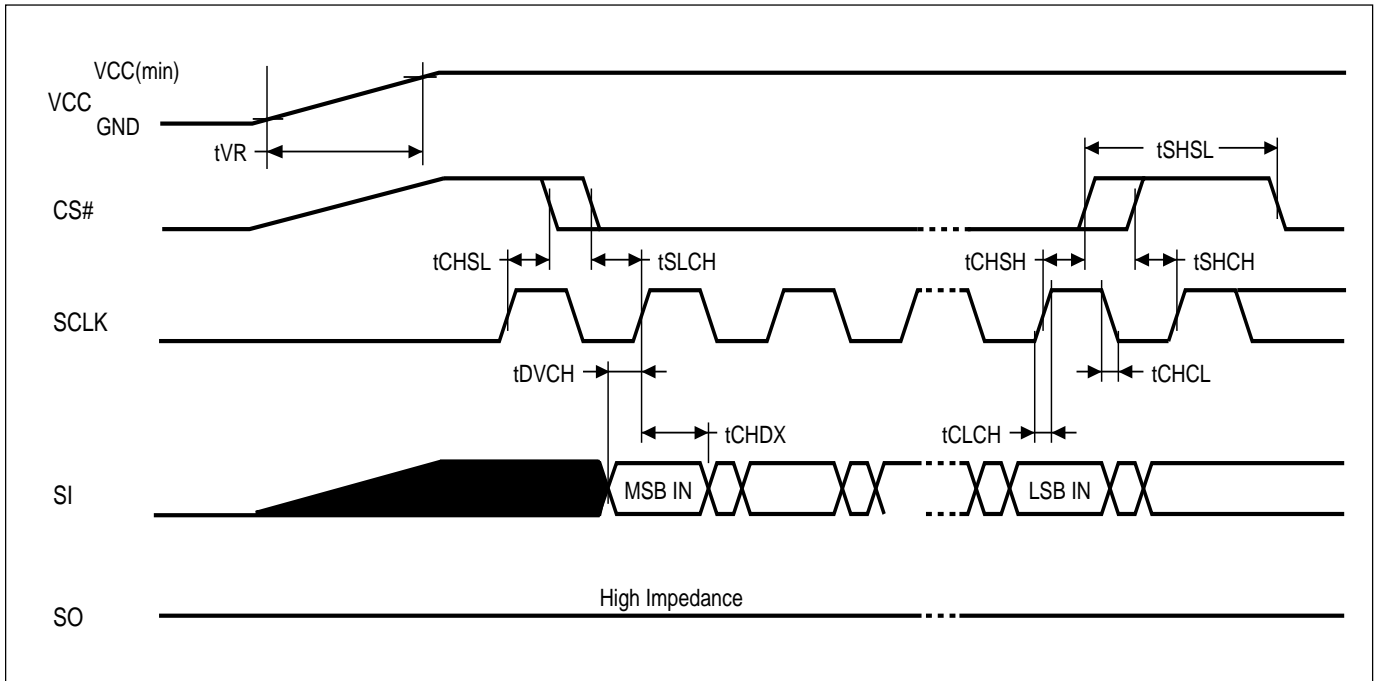 VCC(min)
VCC
GND
tVR
tSHSL
CS#
tCHSL
tSLCH
tCHSH
tSHCH
SCLK
tDVCH
tCHCL
tCHDX
tCLCH
SI
MSB IN
LSB IN
High Impedance
SO